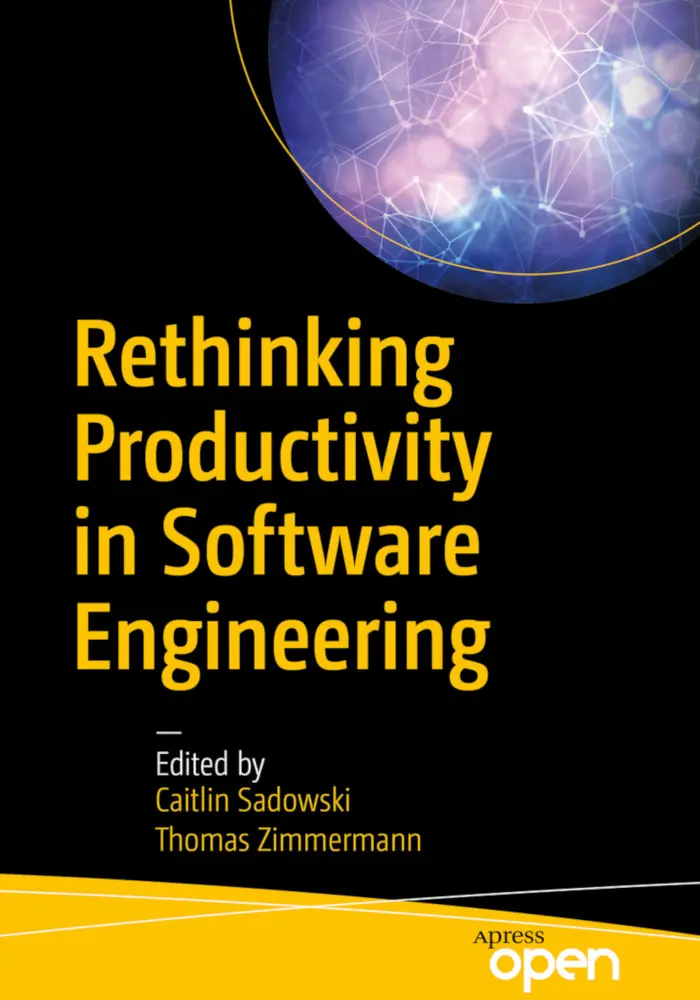 Rethinking
Productivity
in Software
Engineering
Edited by
Caitlin Sadowski
Thomas Zimmermann
Apress
open